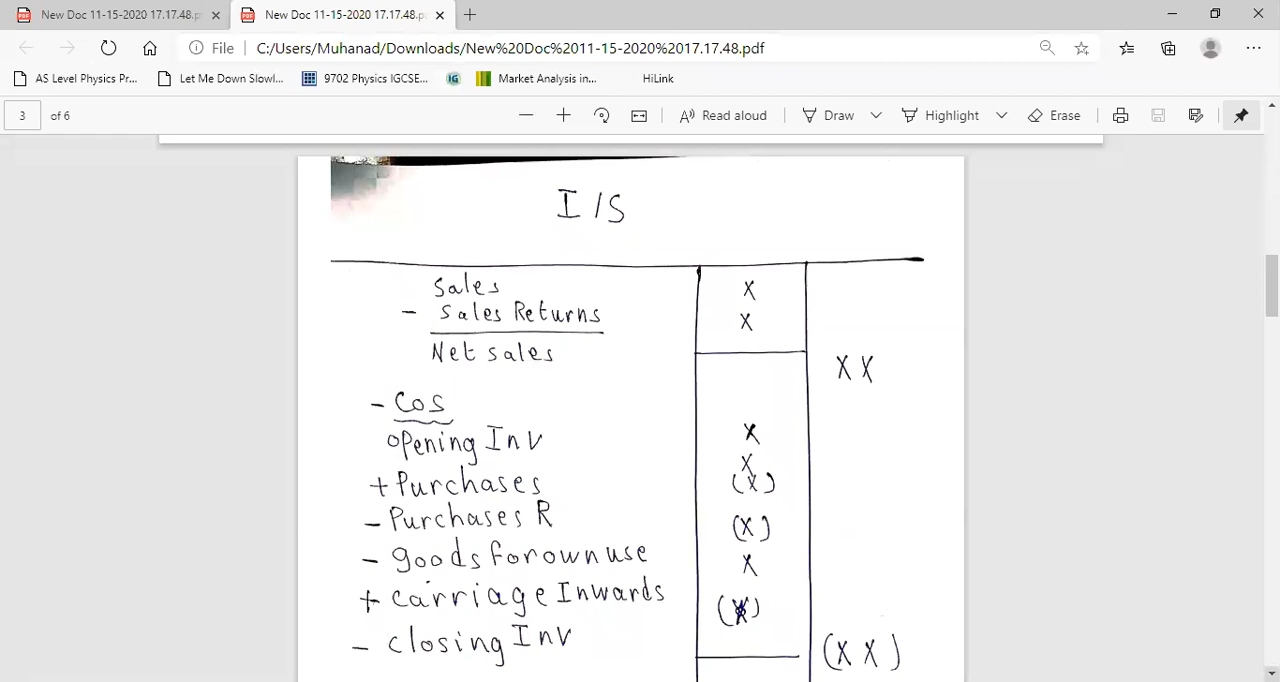 New Doc 11-15-2020 17.17.48.p
New Doc 11-15-2020 17.17.48.p
File C:/Users/Muhanad/Downloads/New%20Doc%2011-15-2020%2017.17.48.pdf
AS Level Physics Pr... Let Me Down Slowl... 9702 Physics IGCSE... IG Market Analysis in... HiLink
3 of 6 Read aloud Draw Highlight Erase
I/S
Sales X
- Sales Returns X
Net sales XX
- COS
Opening Inv X
+ Purchases X
(X)
- Purchases R (X)
- goods for own use X
+ carriage Inwards (X)
- closing Inv (XX)